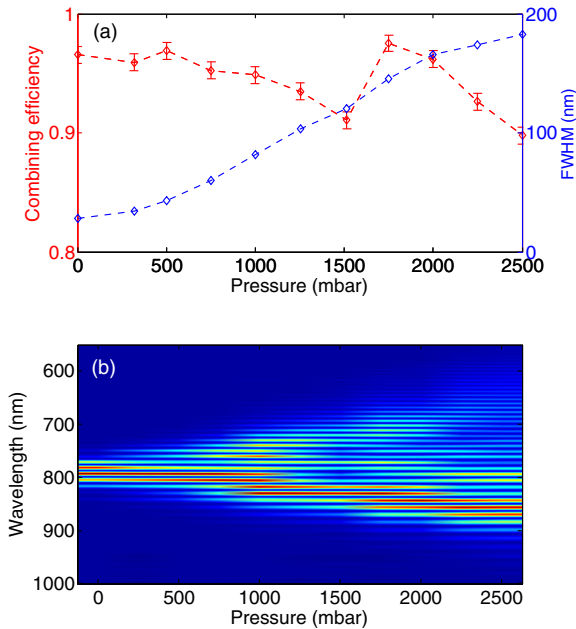 (a)
1
0.9
0.8
Combining efficiency
200
100
0
FWHM (nm)
0 500 1000 1500 2000 2500
Pressure (mbar)
(b)
600
700
800
900
1000
Wavelength (nm)
0 500 1000 1500 2000 2500
Pressure (mbar)